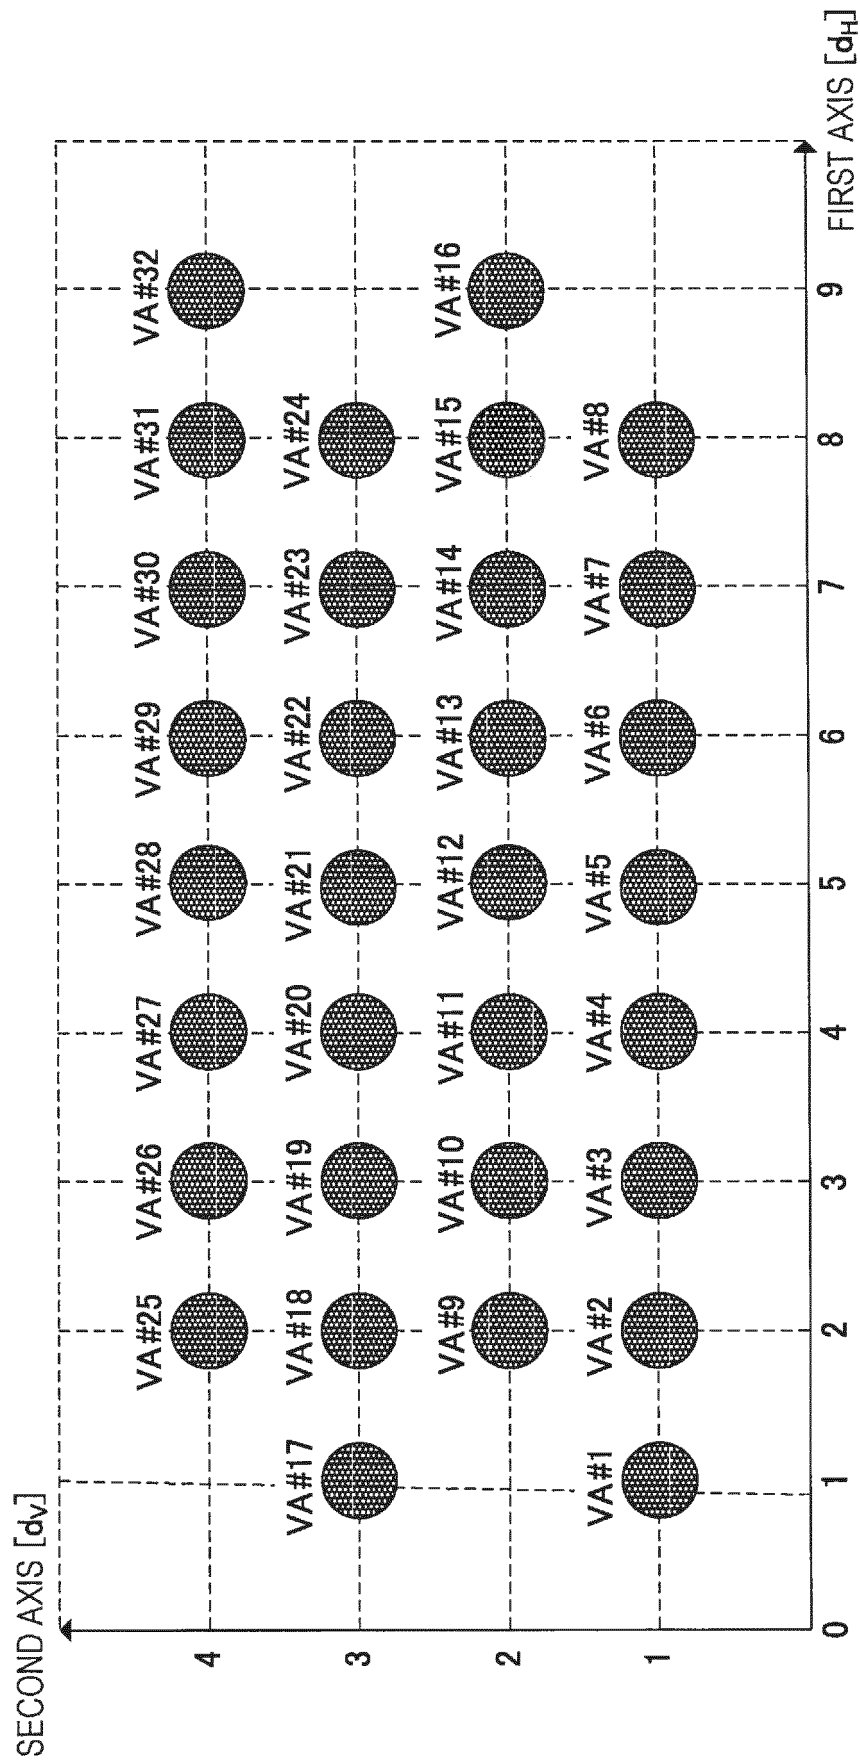 SECOND AXIS [dV]
4
VA#25
VA#26
VA#27
VA#28
VA#29
VA#30
VA#31
VA#32
3
VA#17
VA#18
VA#19
VA#20
VA#21
VA#22
VA#23
VA#24
2
VA#9
VA#10
VA#11
VA#12
VA#13
VA#14
VA#15
VA#16
1
VA#1
VA#2
VA#3
VA#4
VA#5
VA#6
VA#7
VA#8
0 1 2 3 4 5 6 7 8 9
FIRST AXIS [dH]